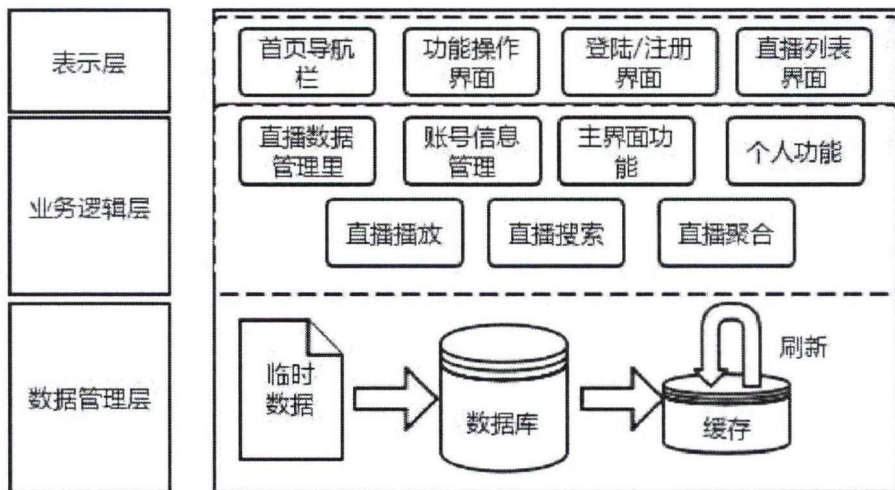 表示层
首页导航
栏
功能操作
界面
登陆/注册
界面
直播列表
界面
业务逻辑层
直播数据
管理里
账号信息
管理
主界面功
能
个人功能
直播播放
直播搜索
直播聚合
数据管理层
临时
数据
数据库
缓存
刷新